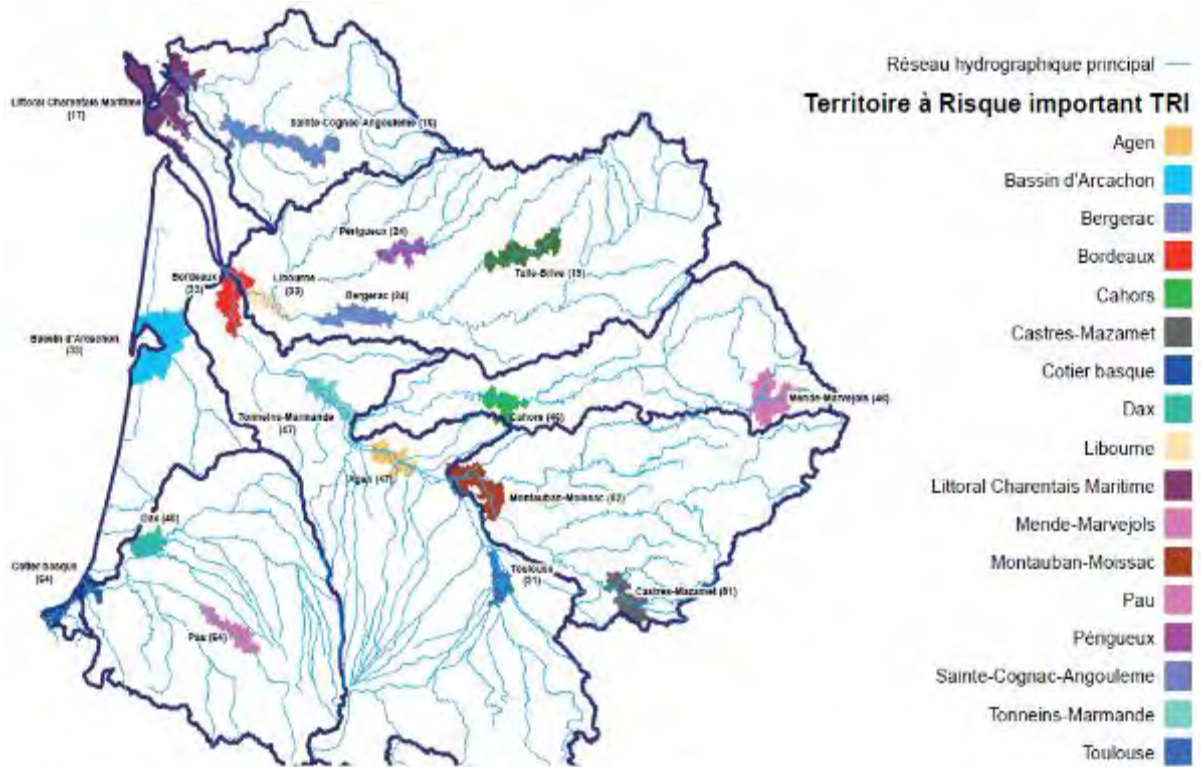 Réseau hydrographique principal
Territoire à Risque important TRI
Agen
Bassin d'Arcachon
Bergerac
Bordeaux
Cahors
Castres-Mazamet
Cotier basque
Dax
Libourne
Littoral Charentais Maritime
Mende-Marvejols
Montauban-Moissac
Pau
Périgueux
Sainte-Cognac-Angouleme
Tonneins-Marmande
Toulouse
Littoral Charentais Maritime
(17)
Sainte-Cognac-Angouleme (16)
Périgueux (24)
Tulle-Brive (19)
Bordeaux
(33)
Libourne
(33)
Bergerac (24)
Bassin d'Arcachon
(33)
Tonneins-Marmande
(47)
Cahors (46)
Mende-Marvejols (48)
Agen (47)
Montauban-Moissac (82)
Dax (40)
Cotier basque
(64)
Toulouse
(31)
Castres-Mazamet (81)
Pau (64)